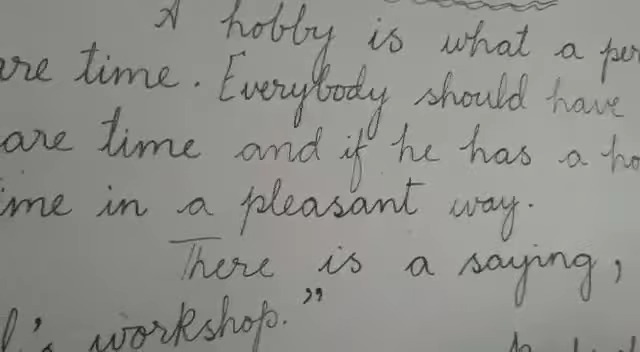 A hobby is what a per
are time. Everybody should have
are time and if he has a ho
ime in a pleasant way.
There is a saying,
l's workshop."